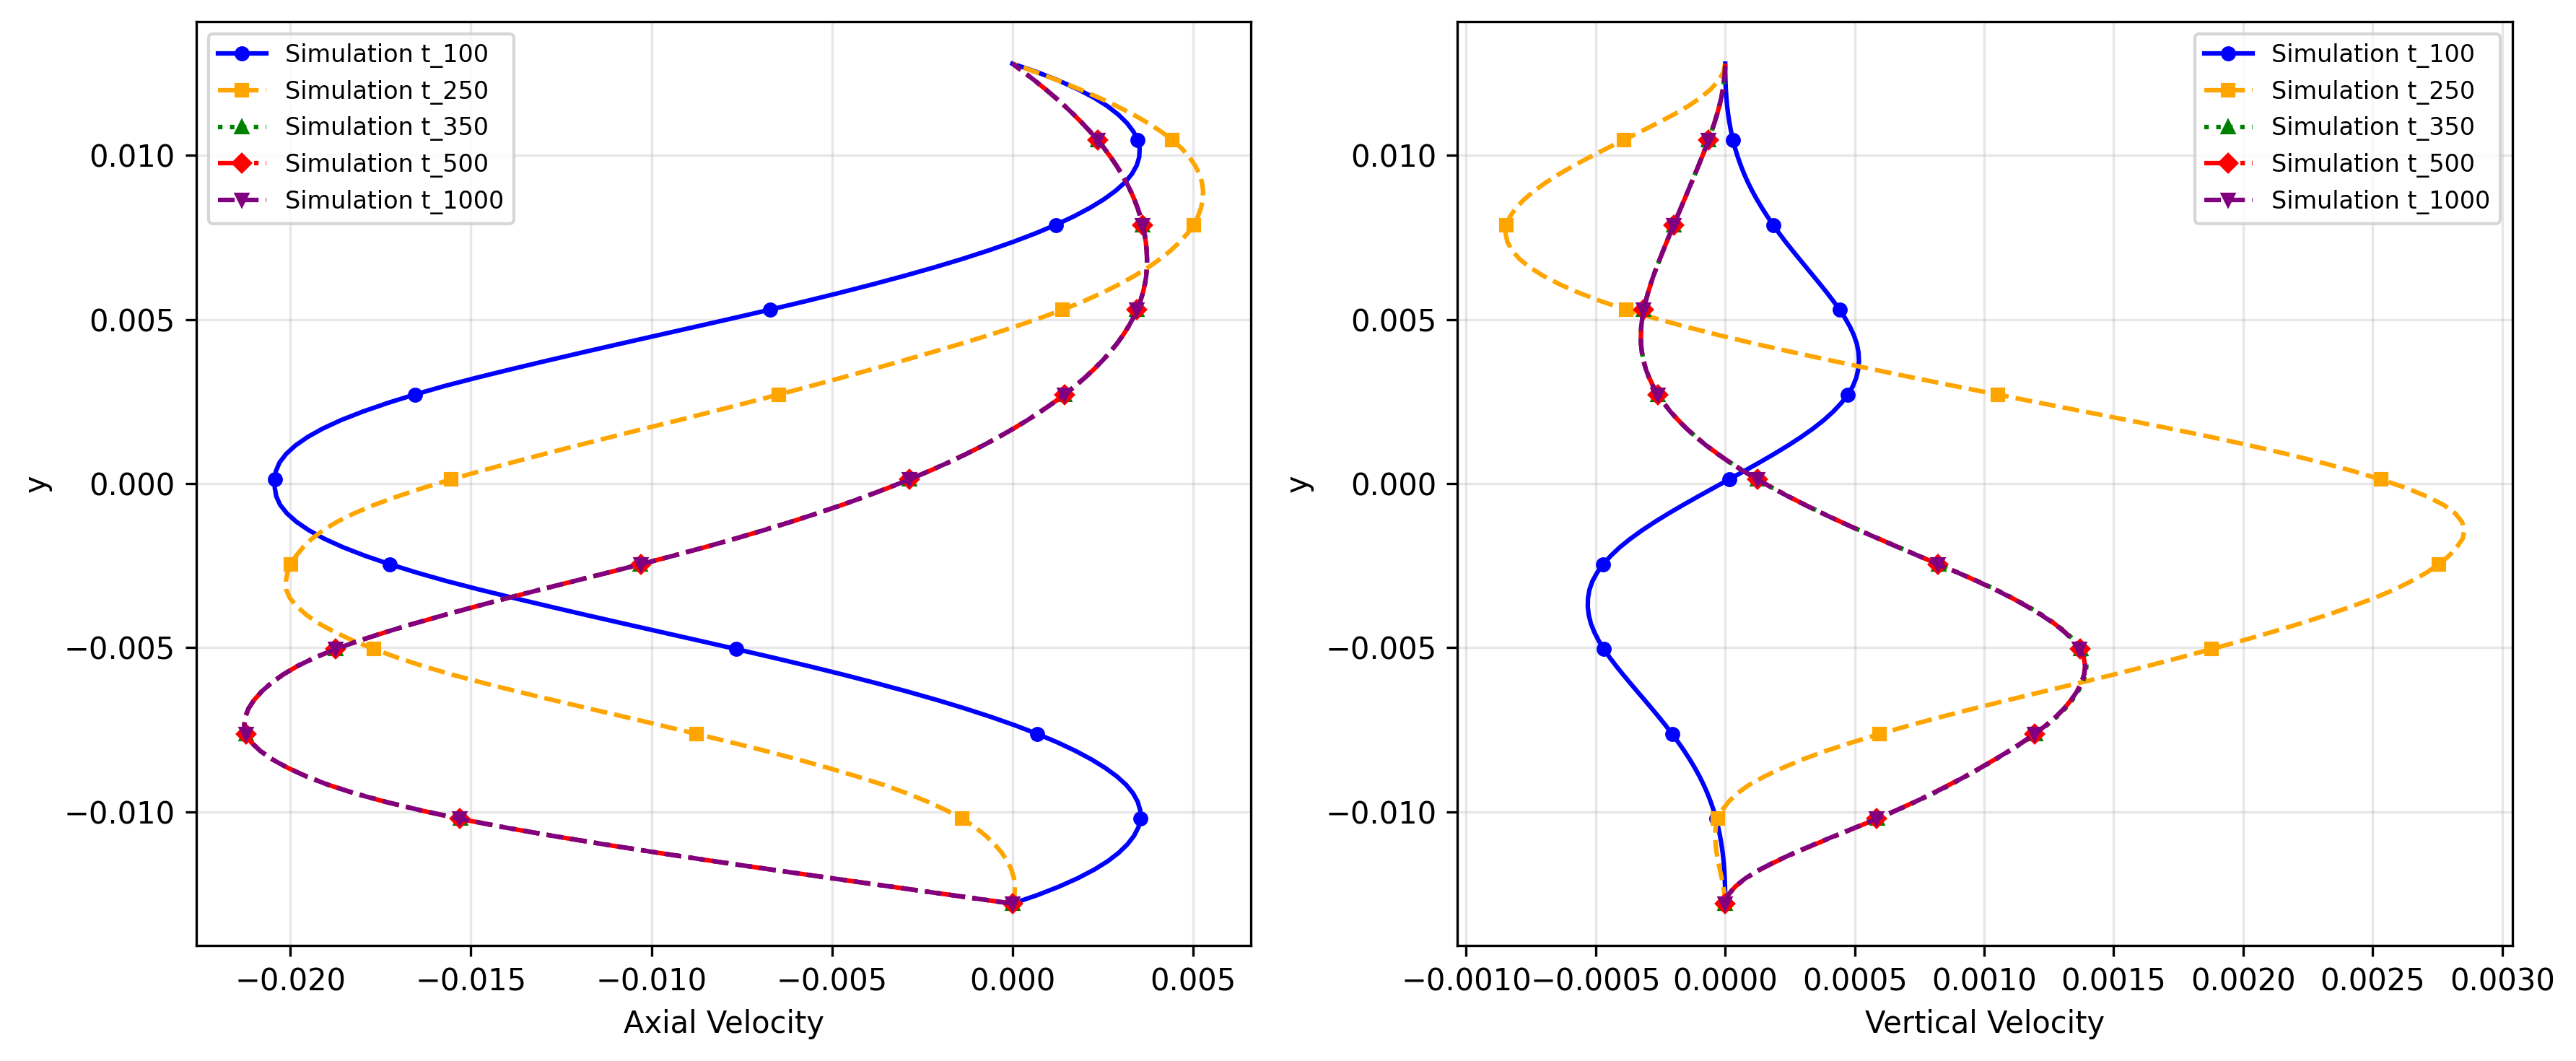 Simulation t_100
Simulation t_250
Simulation t_350
Simulation t_500
Simulation t_1000
0.010
0.005
0.000
−0.005
−0.010
y
−0.020 −0.015 −0.010 −0.005 0.000 0.005
Axial Velocity
Simulation t_100
Simulation t_250
Simulation t_350
Simulation t_500
Simulation t_1000
0.010
0.005
0.000
−0.005
−0.010
y
−0.0010 −0.0005 0.0000 0.0005 0.0010 0.0015 0.0020 0.0025 0.0030
Vertical Velocity